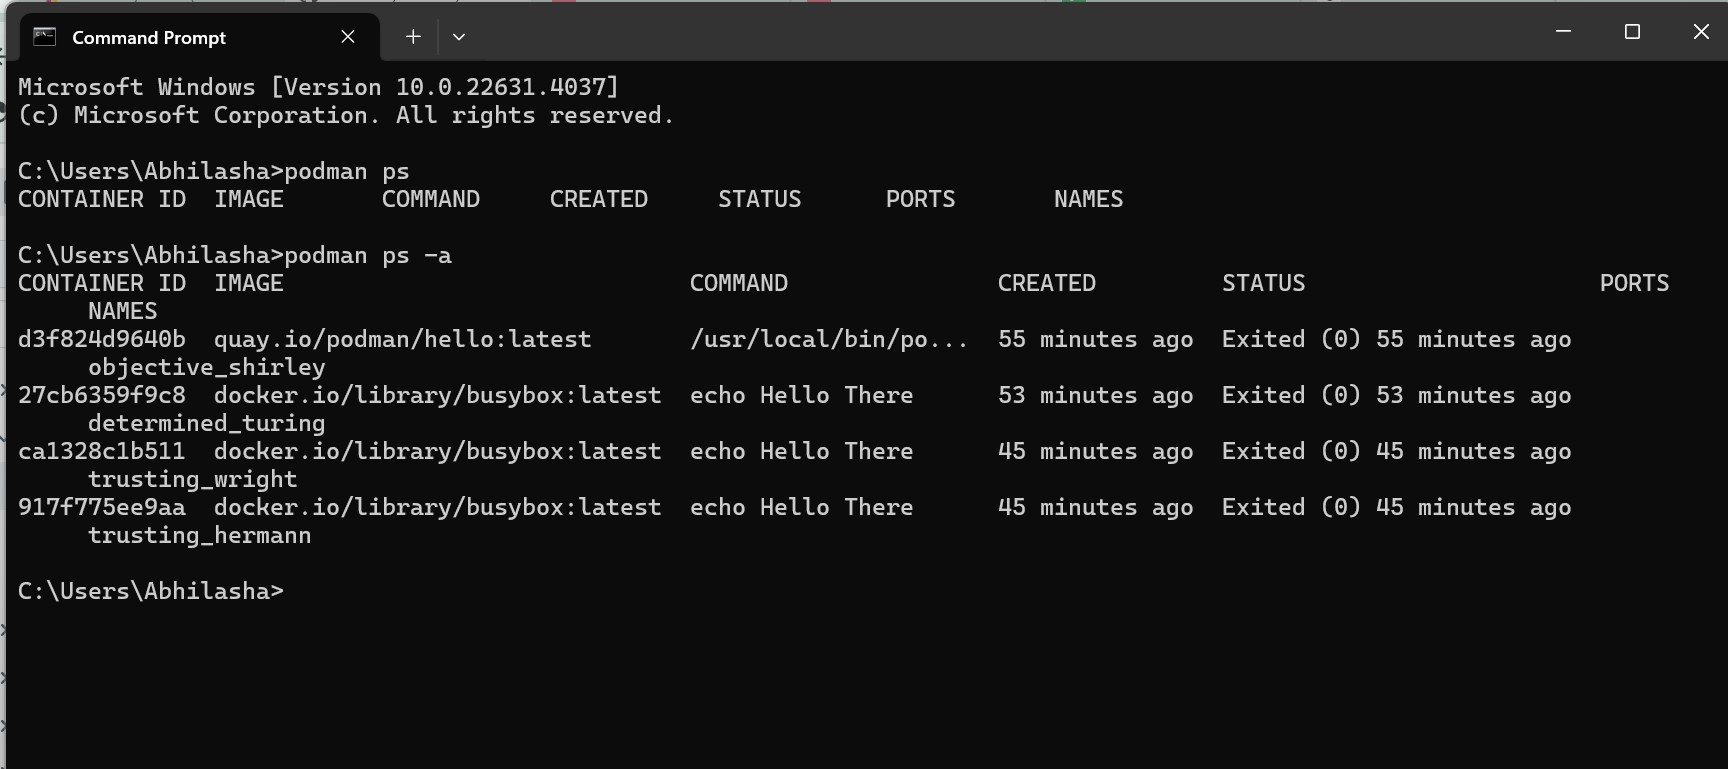 Command Prompt
Microsoft Windows [Version 10.0.22631.4037]
(c) Microsoft Corporation. All rights reserved.
C:\Users\Abhilasha>podman ps
CONTAINER ID  IMAGE       COMMAND     CREATED     STATUS      PORTS       NAMES
C:\Users\Abhilasha>podman ps -a
CONTAINER ID  IMAGE                             COMMAND               CREATED         STATUS                     PORTS
     NAMES
d3f824d9640b  quay.io/podman/hello:latest       /usr/local/bin/po...  55 minutes ago  Exited (0) 55 minutes ago
     objective_shirley
27cb6359f9c8  docker.io/library/busybox:latest  echo Hello There      53 minutes ago  Exited (0) 53 minutes ago
     determined_turing
ca1328c1b511  docker.io/library/busybox:latest  echo Hello There      45 minutes ago  Exited (0) 45 minutes ago
     trusting_wright
917f775ee9aa  docker.io/library/busybox:latest  echo Hello There      45 minutes ago  Exited (0) 45 minutes ago
     trusting_hermann
C:\Users\Abhilasha>